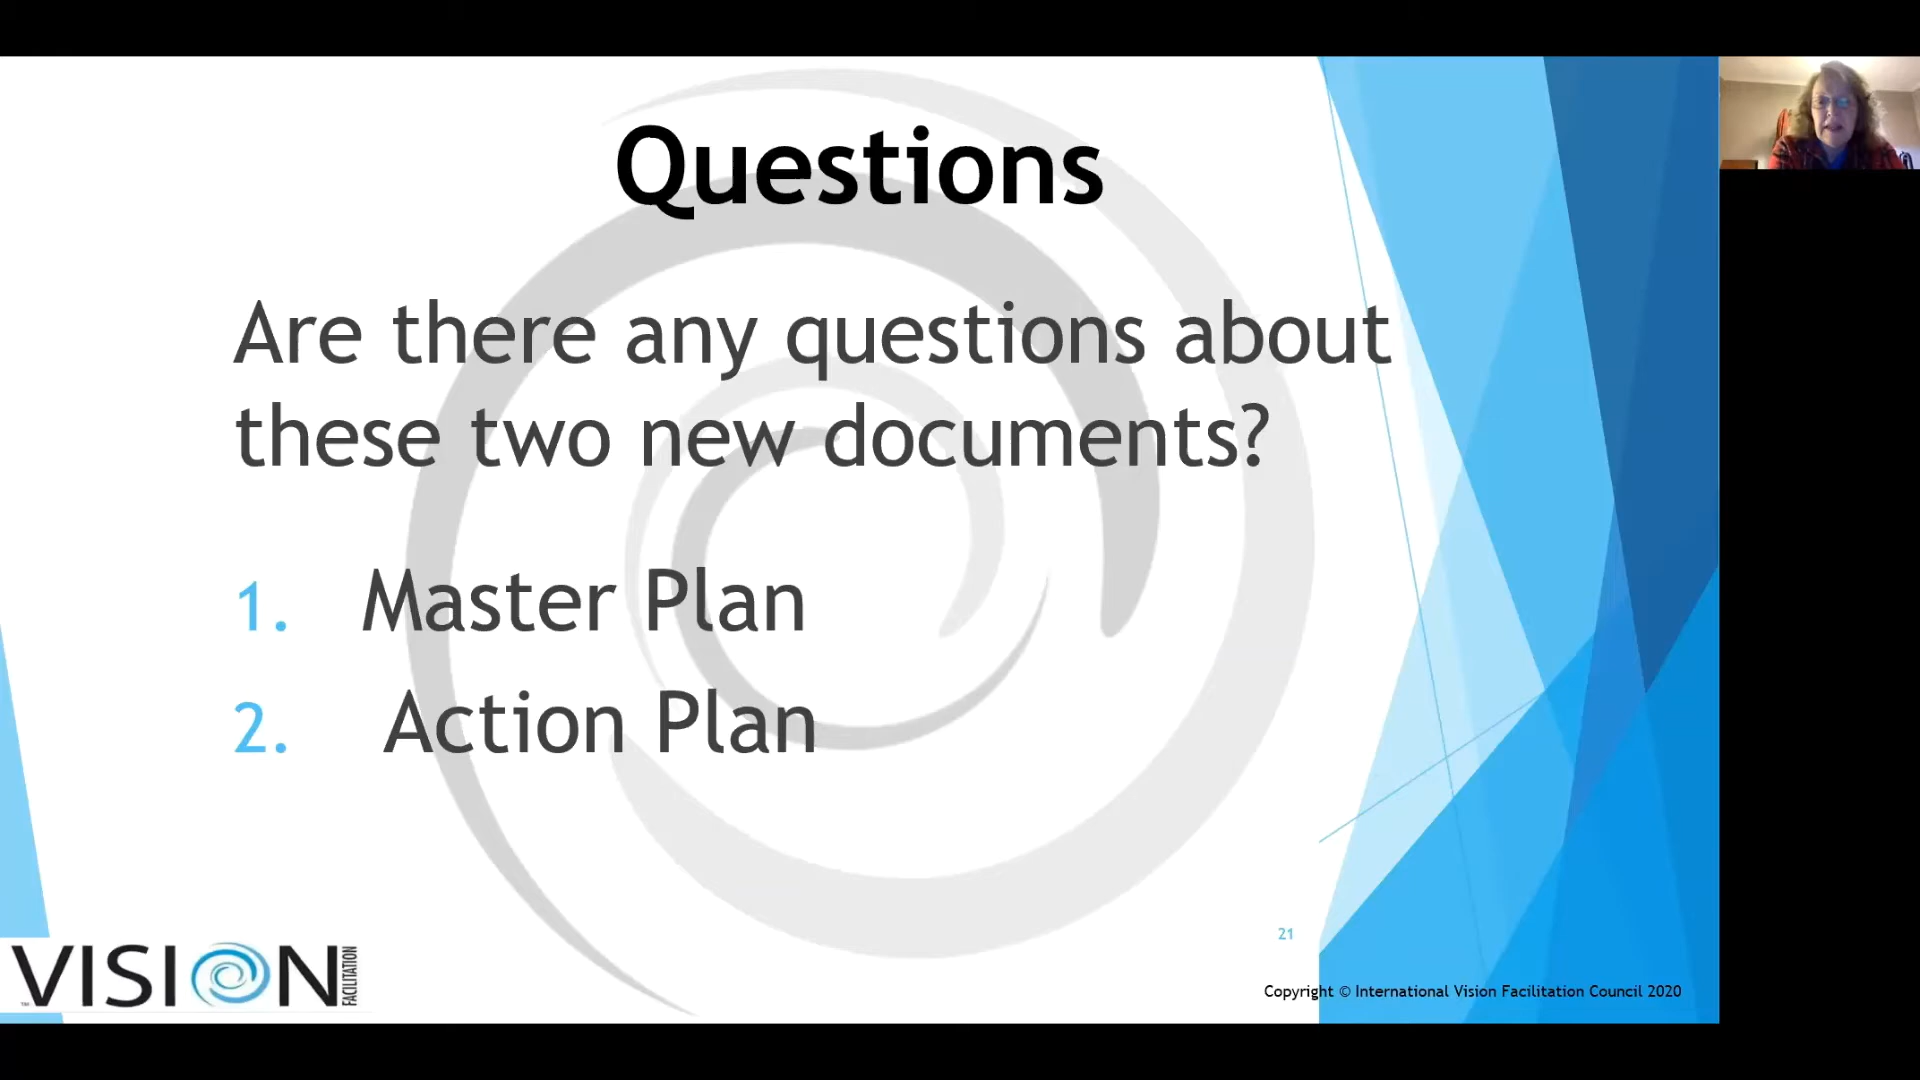 Questions
Are there any questions about
these two new documents?
1. Master Plan
2. Action Plan
21
Copyright © International Vision Facilitation Council 2020
VISION FACILITATION
™